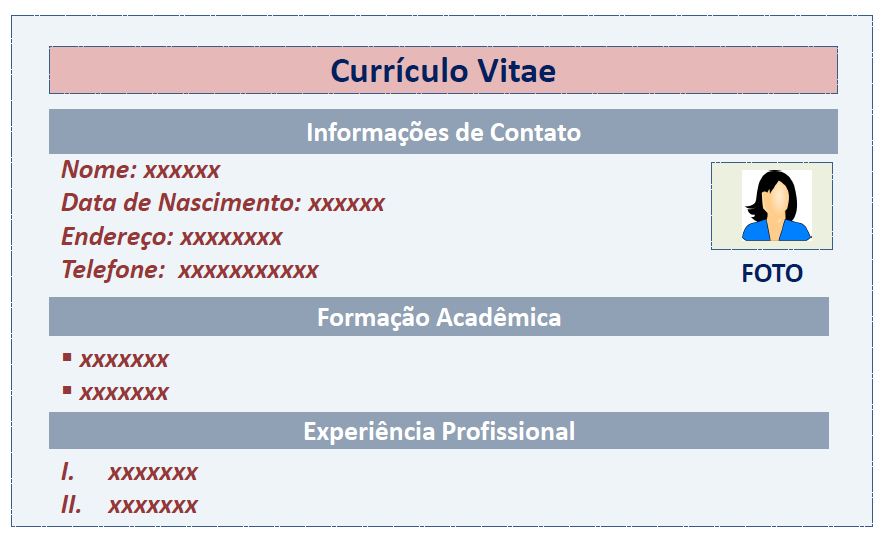 Currículo Vitae
Informações de Contato
Nome: xxxxxx
Data de Nascimento: xxxxxx
Endereço: xxxxxxxx
Telefone: xxxxxxxxxxx
FOTO
Formação Acadêmica
▪ xxxxxxx
▪ xxxxxxx
Experiência Profissional
I. xxxxxxx
II. xxxxxxx